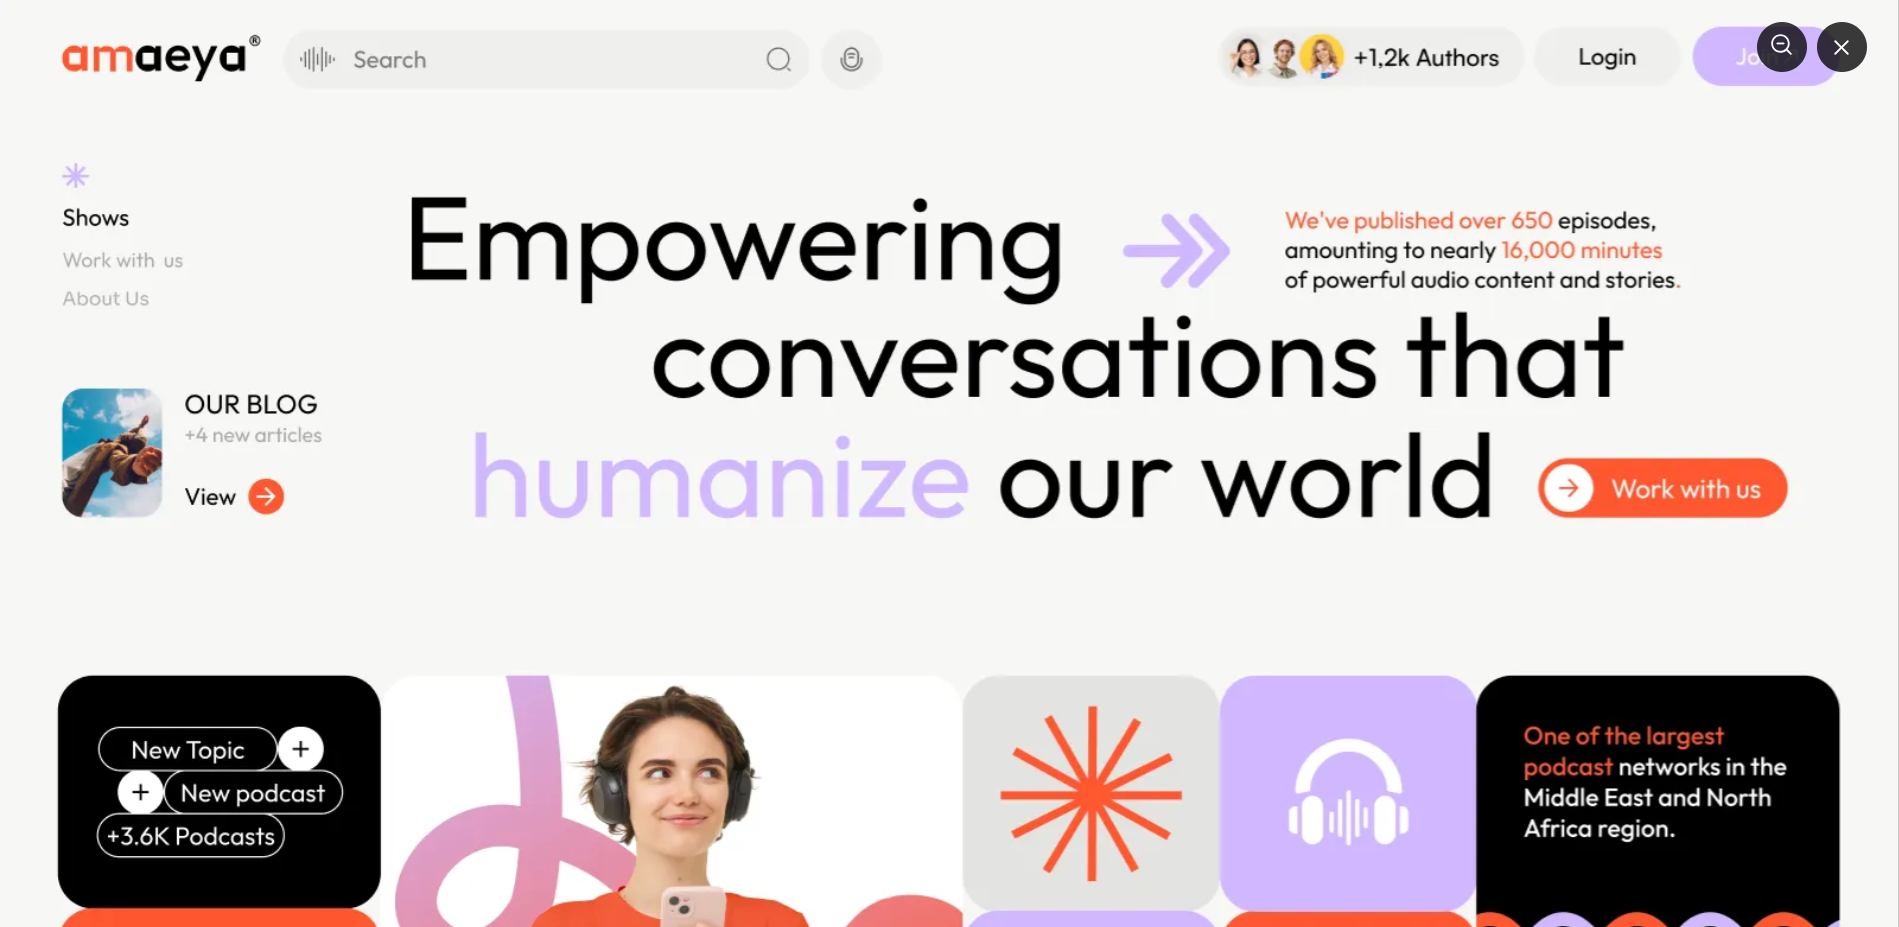 amaeya®
Search
+1,2k Authors
Login
Shows
Work with us
About Us
OUR BLOG
+4 new articles
View
Empowering
conversations that
humanize our world
We've published over 650 episodes,
amounting to nearly 16,000 minutes
of powerful audio content and stories.
Work with us
New Topic
New podcast
+3.6K Podcasts
One of the largest
podcast networks in the
Middle East and North
Africa region.